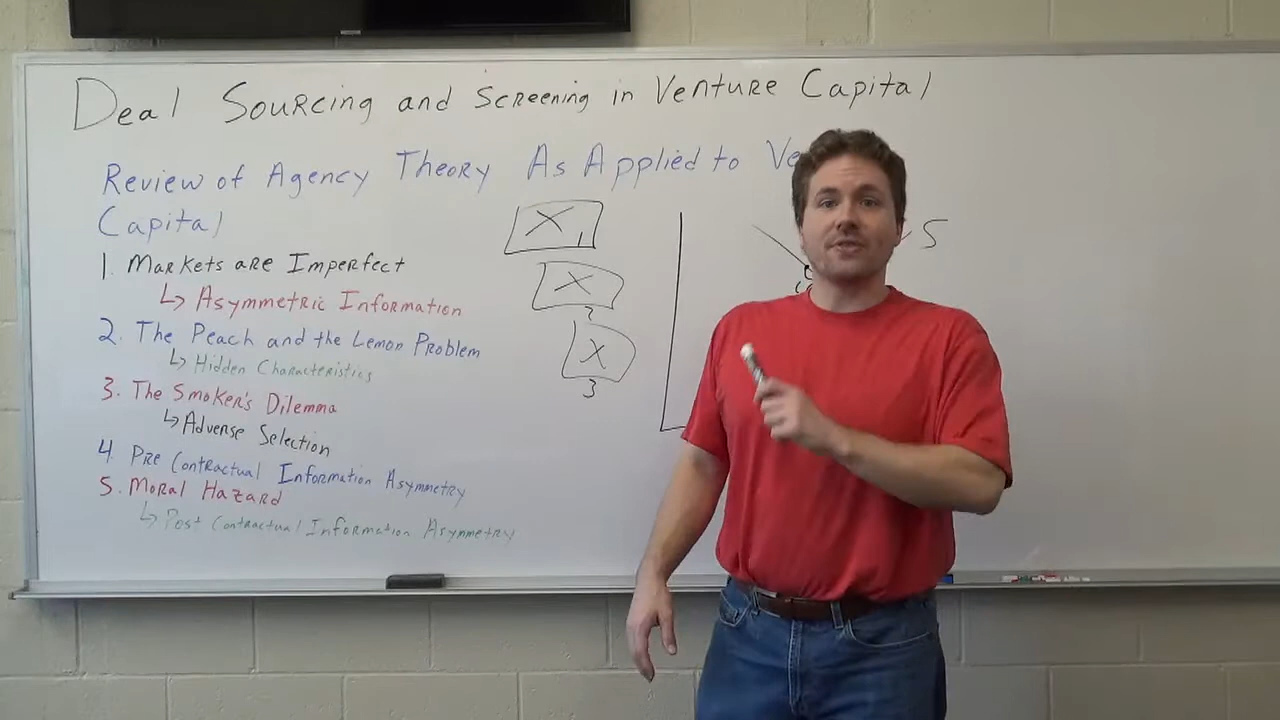 Deal Sourcing and Screening in Venture Capital
Review of Agency Theory As Applied to Ve
Capital
1. Markets are Imperfect
↳ Asymmetric Information
2. The Peach and the Lemon Problem
↳ Hidden Characteristics
3. The Smoker's Dilemma
↳ Adverse Selection
4. Pre Contractual Information Asymmetry
5. Moral Hazard
↳ Post Contractual Information Asymmetry
X1
X2
X
3
S